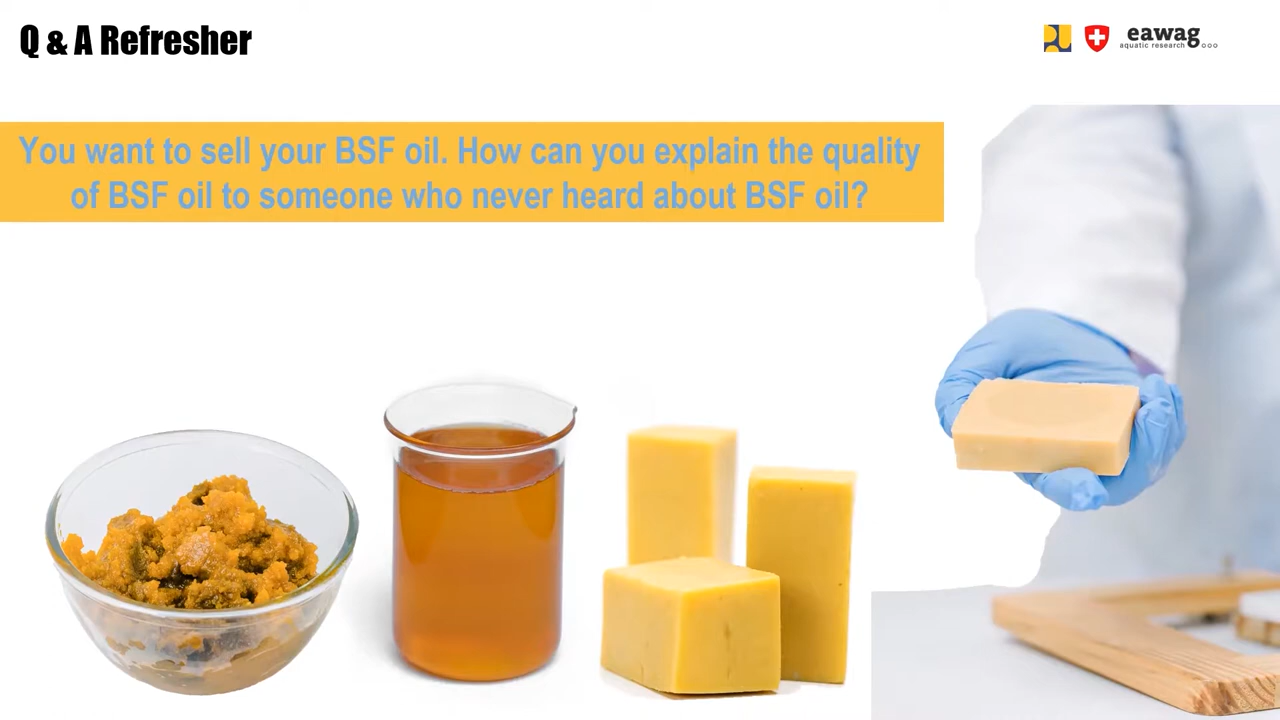 Q & A Refresher
eawag
aquatic research
You want to sell your BSF oil. How can you explain the quality
of BSF oil to someone who never heard about BSF oil?